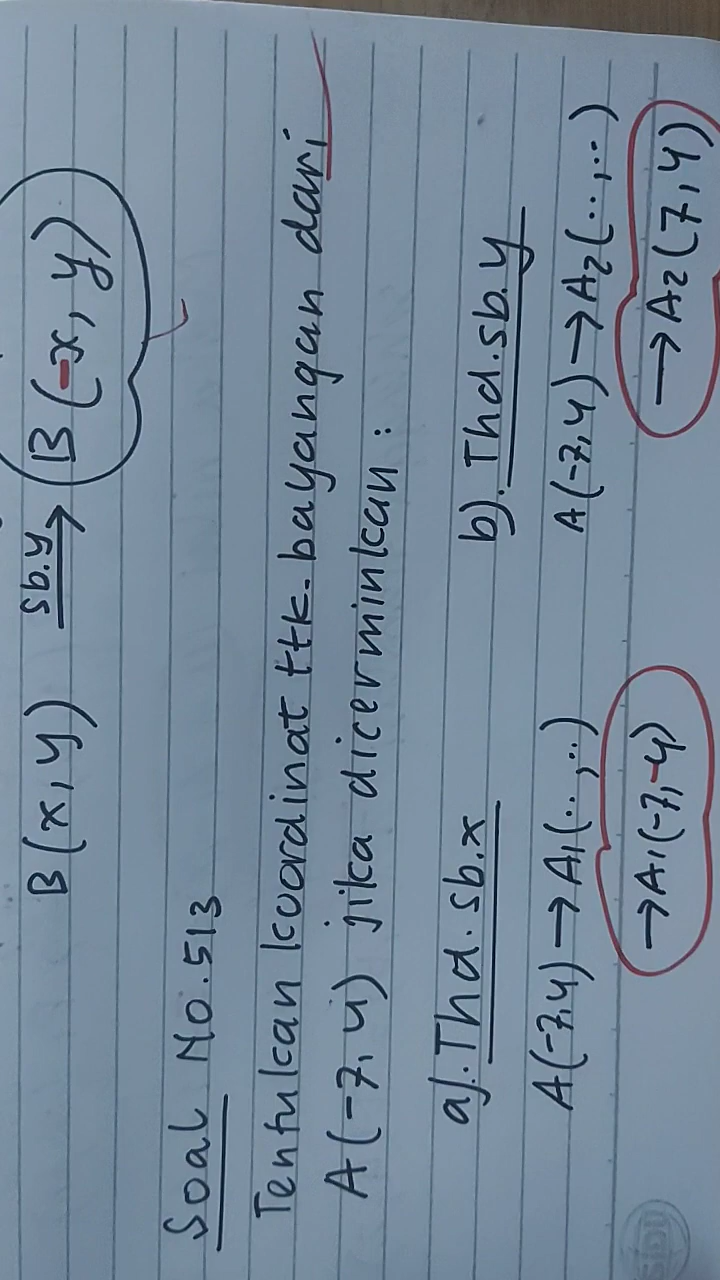 B(x,y) sb.y → B(-x,y)
Soal No.513
Tentukan koordinat ttk. bayangan dari
A(-7,4) jika dicerminkan:
a). Thd. sb.x b). Thd. sb.y
A(-7,4) → A1(..,..) A(-7,4) → A2(..,..)
→ A1(-7,-4) → A2(7,4)
SIDU